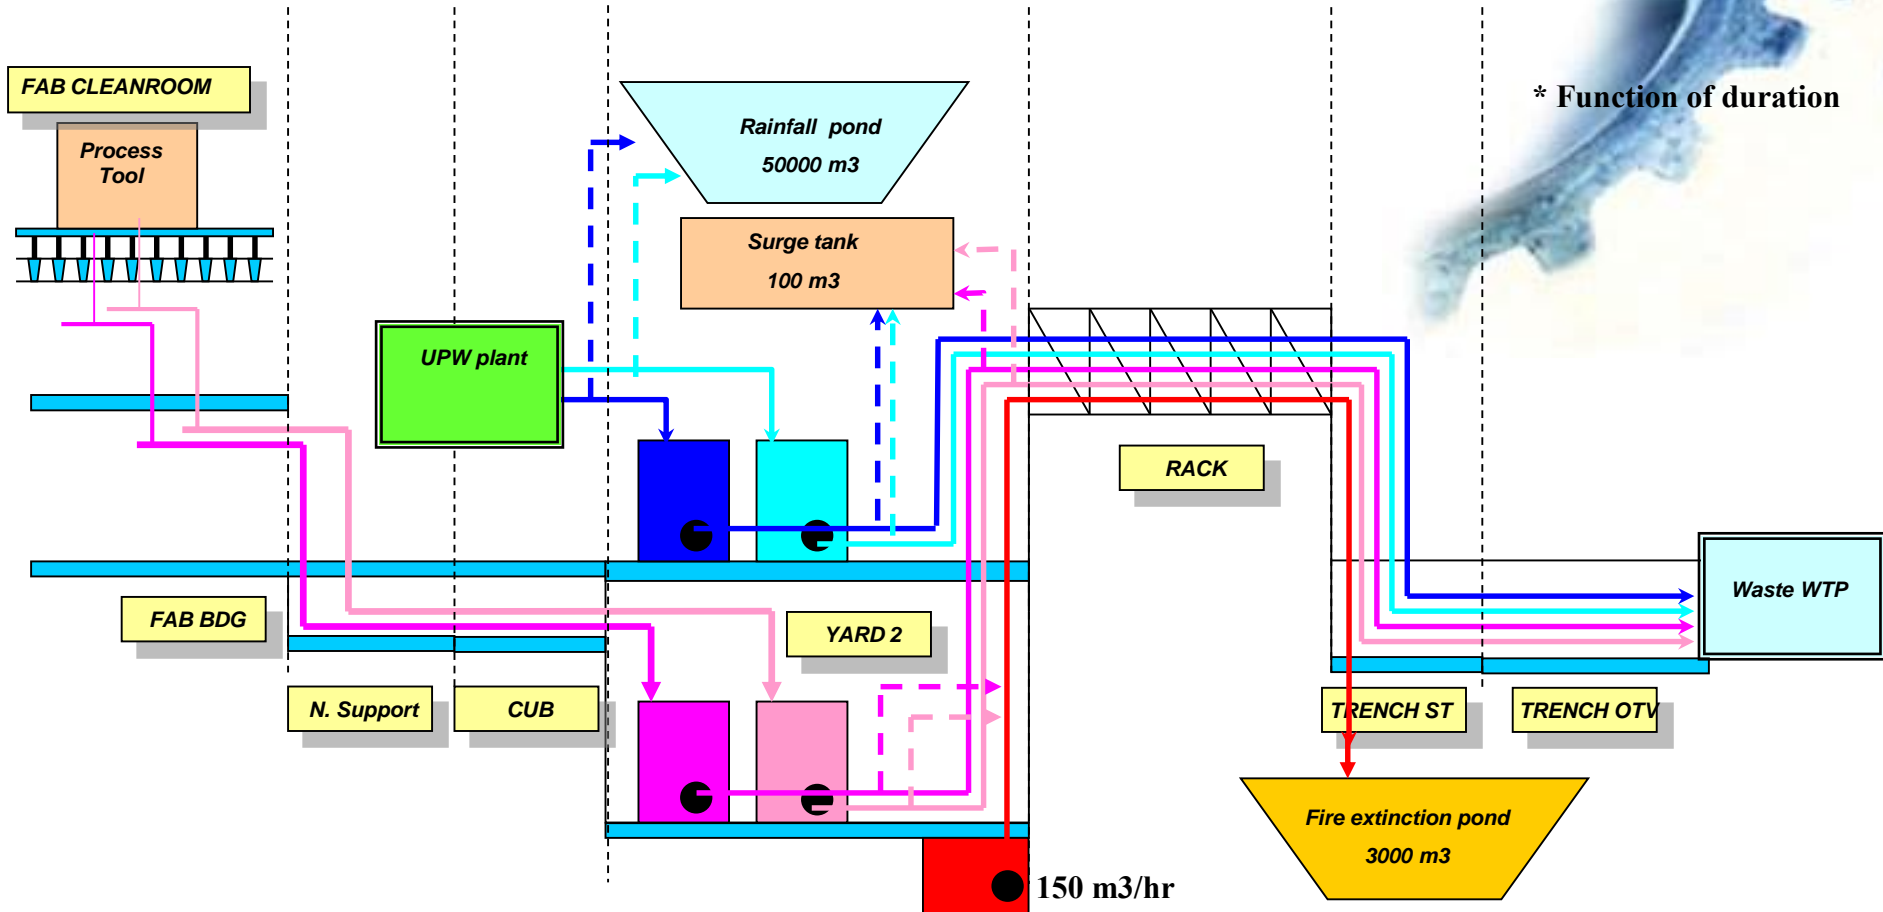 * Function of duration
FAB CLEANROOM
Process
Tool
Rainfall pond
50000 m3
Surge tank
100 m3
UPW plant
RACK
FAB BDG
YARD 2
Waste WTP
N. Support
CUB
TRENCH ST
TRENCH OTV
Fire extinction pond
3000 m3
150 m3/hr